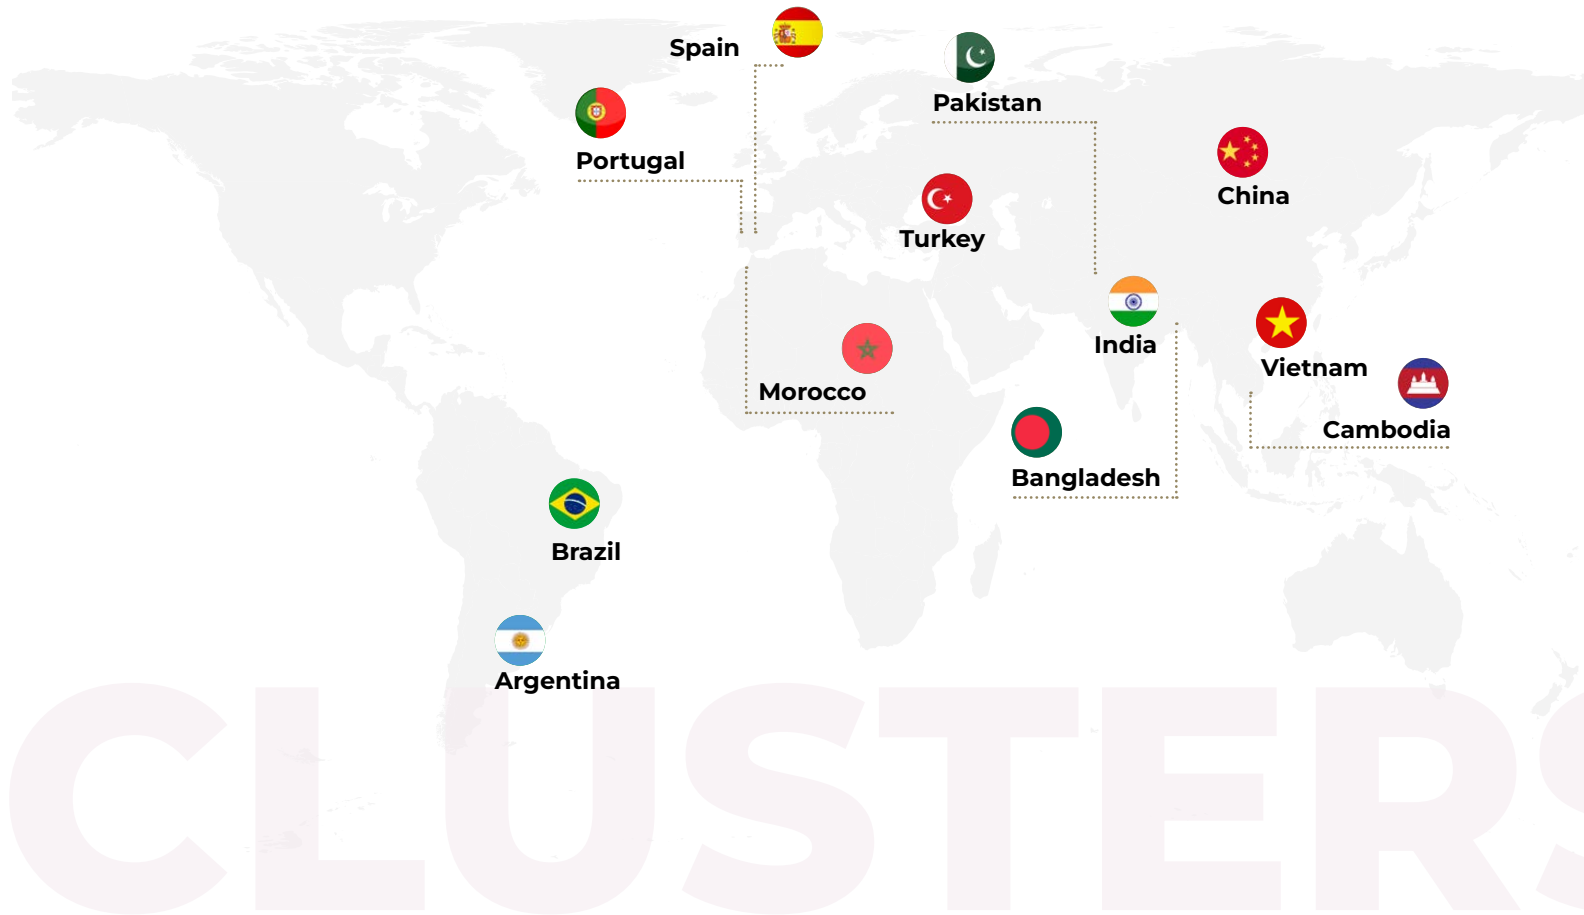 Spain
Pakistan
Portugal
China
Turkey
India
Vietnam
Morocco
Cambodia
Bangladesh
Brazil
Argentina
CLUSTERS